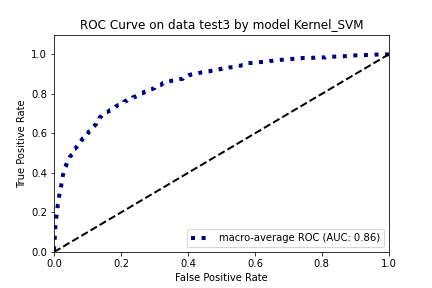 ROC Curve on data test3 by model Kernel_SVM
True Positive Rate
1.0
0.8
0.6
0.4
0.2
0.0
macro-average ROC (AUC: 0.86)
0.0 0.2 0.4 0.6 0.8 1.0
False Positive Rate